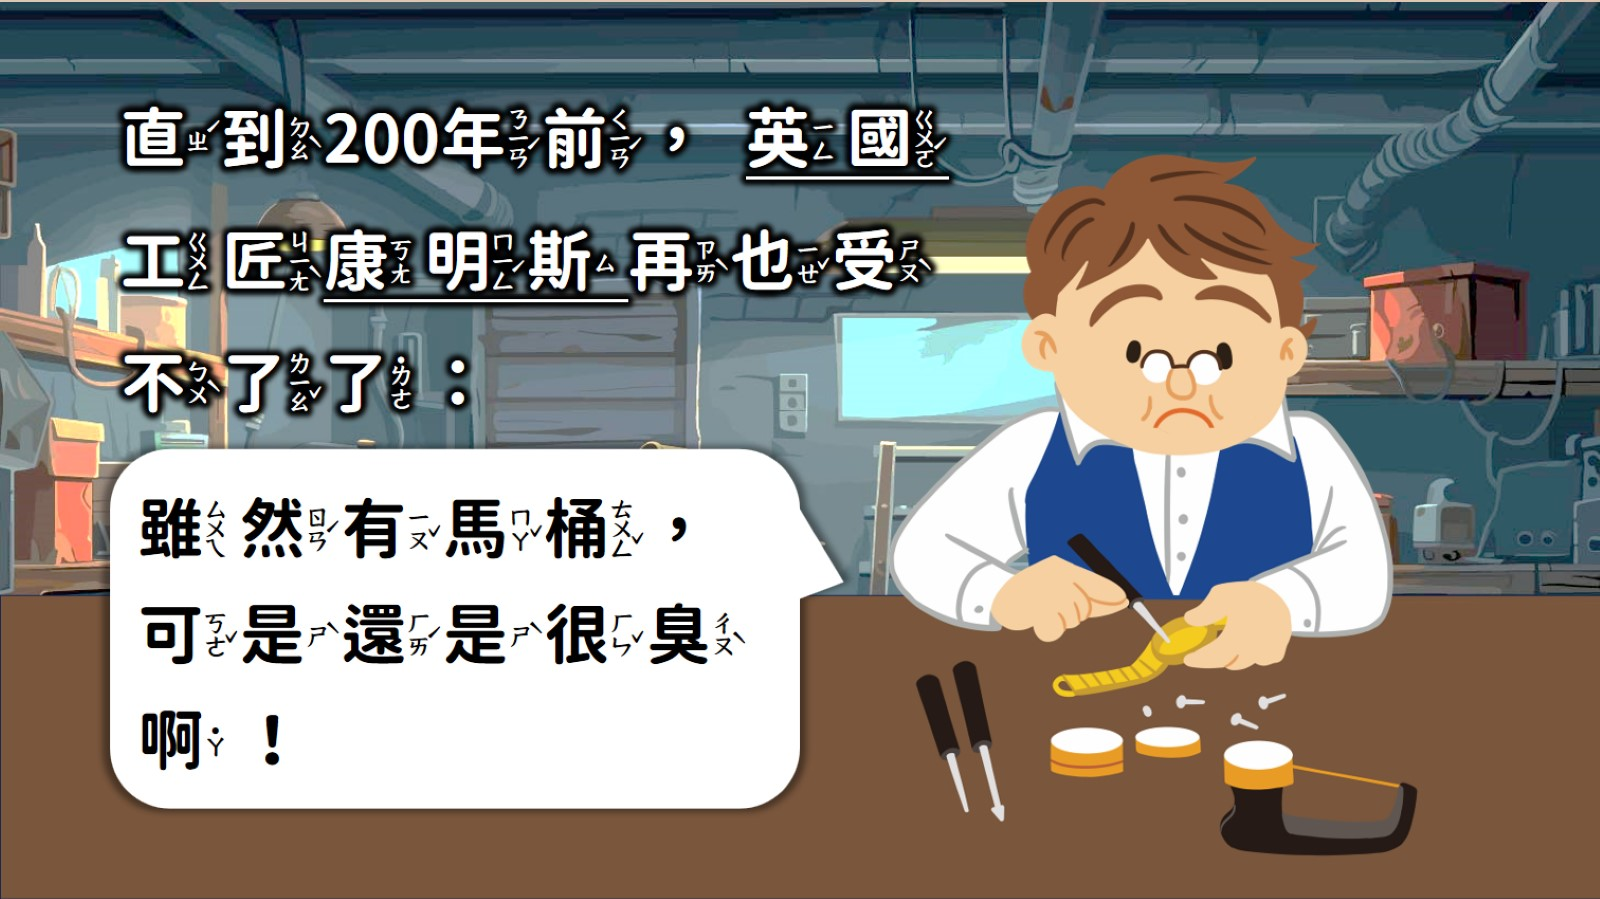 直到200年前，英國
工匠康明斯再也受
不了了：
雖然有馬桶，
可是還是很臭
啊！